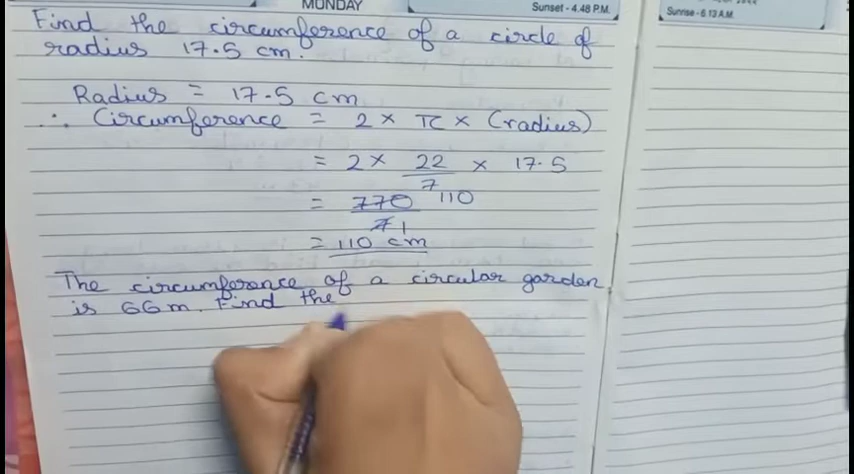 MONDAY
Sunset - 4.48 P.M.
Sunrise - 6.13 A.M.
Find the circumference of a circle of
radius 17.5 cm.
Radius = 17.5 cm
∴ Circumference = 2 × π × (radius)
= 2 × 22/7 × 17.5
= 770/7 110/1
= 110 cm
The circumference of a circular garden
is 66 m. Find the